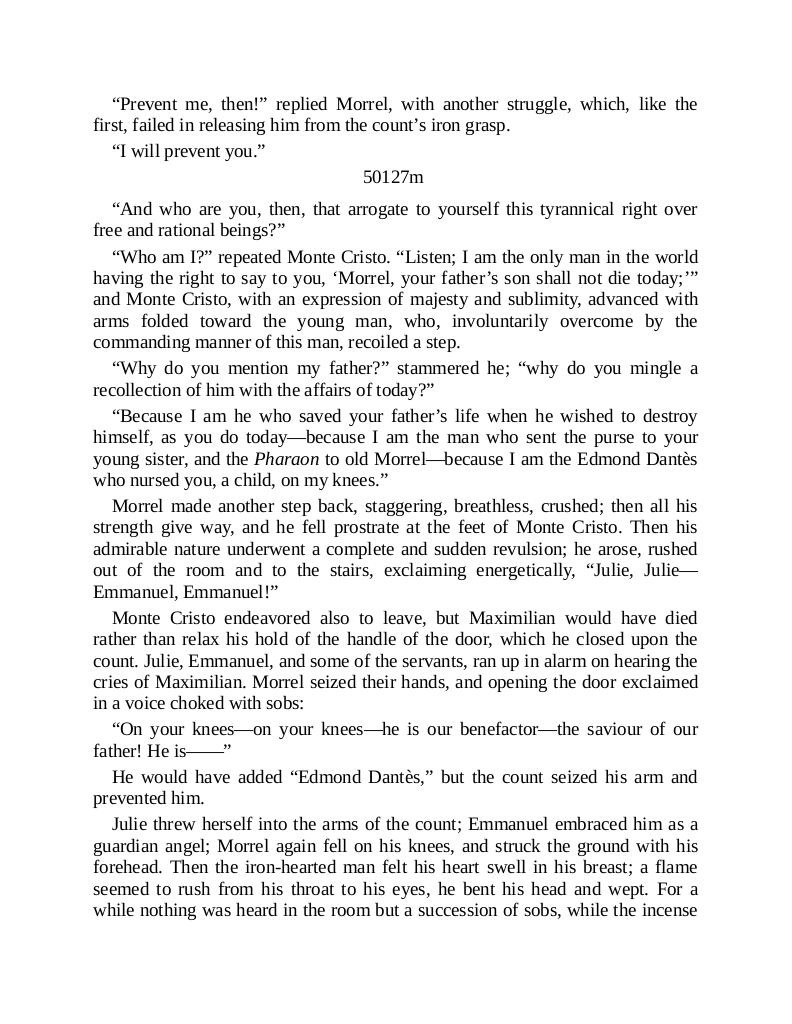 “Prevent me, then!” replied Morrel, with another struggle, which, like the
first, failed in releasing him from the count’s iron grasp.
“I will prevent you.”
50127m
“And who are you, then, that arrogate to yourself this tyrannical right over
free and rational beings?”
“Who am I?” repeated Monte Cristo. “Listen; I am the only man in the world
having the right to say to you, ‘Morrel, your father’s son shall not die today;’”
and Monte Cristo, with an expression of majesty and sublimity, advanced with
arms folded toward the young man, who, involuntarily overcome by the
commanding manner of this man, recoiled a step.
“Why do you mention my father?” stammered he; “why do you mingle a
recollection of him with the affairs of today?”
“Because I am he who saved your father’s life when he wished to destroy
himself, as you do today—because I am the man who sent the purse to your
young sister, and the Pharaon to old Morrel—because I am the Edmond Dantès
who nursed you, a child, on my knees.”
Morrel made another step back, staggering, breathless, crushed; then all his
strength give way, and he fell prostrate at the feet of Monte Cristo. Then his
admirable nature underwent a complete and sudden revulsion; he arose, rushed
out of the room and to the stairs, exclaiming energetically, “Julie, Julie—
Emmanuel, Emmanuel!”
Monte Cristo endeavored also to leave, but Maximilian would have died
rather than relax his hold of the handle of the door, which he closed upon the
count. Julie, Emmanuel, and some of the servants, ran up in alarm on hearing the
cries of Maximilian. Morrel seized their hands, and opening the door exclaimed
in a voice choked with sobs:
“On your knees—on your knees—he is our benefactor—the saviour of our
father! He is——”
He would have added “Edmond Dantès,” but the count seized his arm and
prevented him.
Julie threw herself into the arms of the count; Emmanuel embraced him as a
guardian angel; Morrel again fell on his knees, and struck the ground with his
forehead. Then the iron-hearted man felt his heart swell in his breast; a flame
seemed to rush from his throat to his eyes, he bent his head and wept. For a
while nothing was heard in the room but a succession of sobs, while the incense